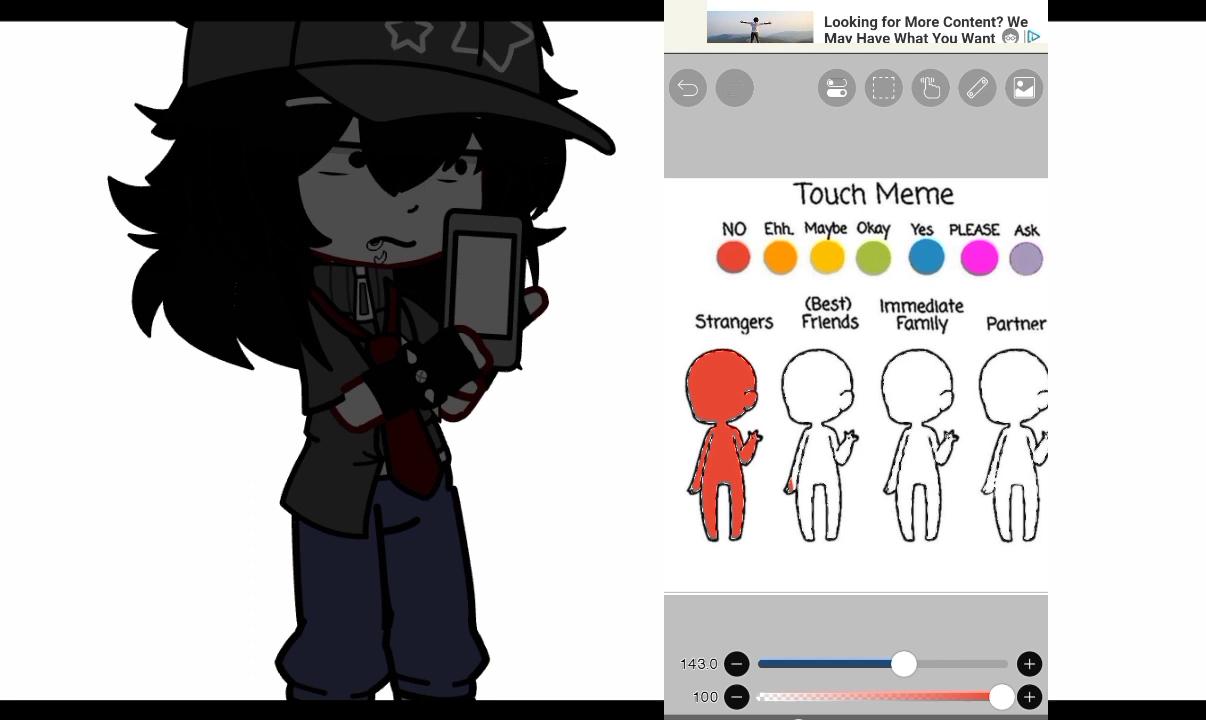 Looking for More Content? We
May Have What You Want
Touch Meme
NO Ehh. Maybe Okay Yes PLEASE Ask
Strangers (Best) Friends Immediate Family Partner
143.0
100